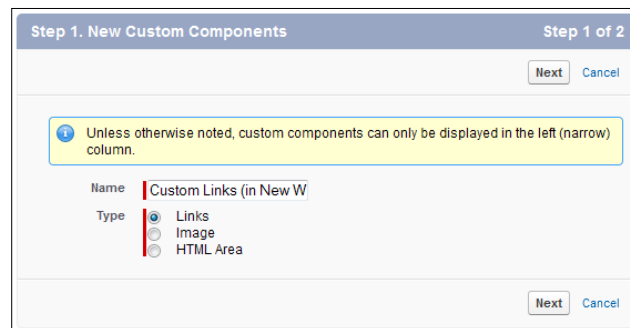 Step 1. New Custom Components Step 1 of 2
Next Cancel
Unless otherwise noted, custom components can only be displayed in the left (narrow)
column.
Name Custom Links (in New W
Type Links
Image
HTML Area
Next Cancel